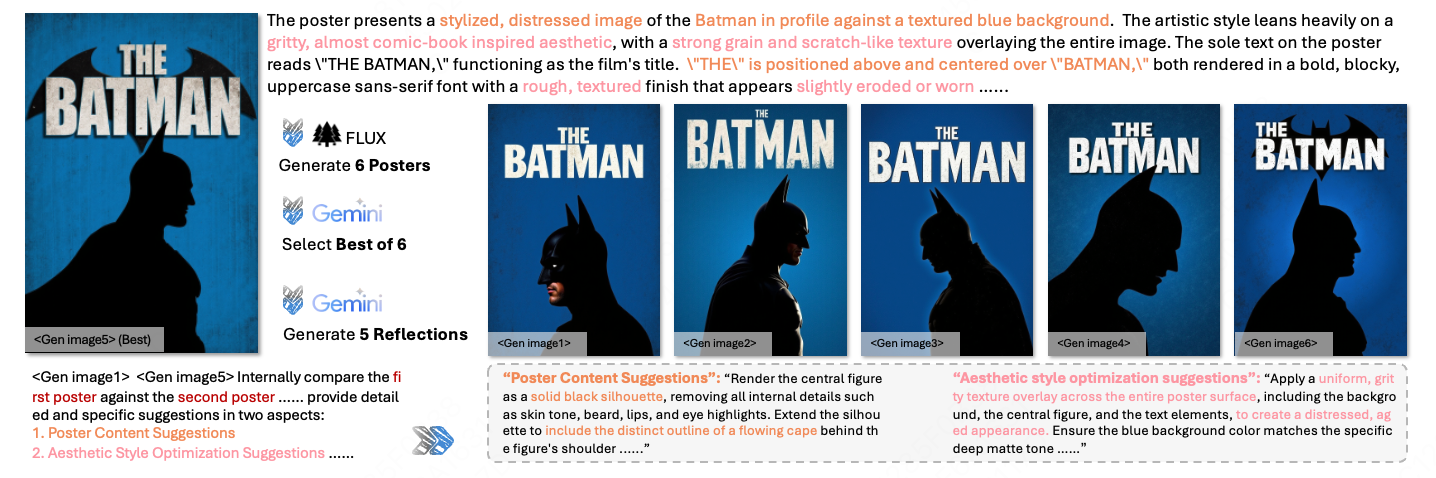 The poster presents a stylized, distressed image of the Batman in profile against a textured blue background.  The artistic style leans heavily on a
gritty, almost comic-book inspired aesthetic, with a strong grain and scratch-like texture overlaying the entire image. The sole text on the poster
reads \"THE BATMAN,\" functioning as the film's title.  \"THE\" is positioned above and centered over \"BATMAN,\" both rendered in a bold, blocky,
uppercase sans-serif font with a rough, textured finish that appears slightly eroded or worn ......
THE
BATMAN
<Gen image5> (Best)
FLUX
Generate 6 Posters
Gemini
Select Best of 6
Gemini
Generate 5 Reflections
THE
BATMAN
<Gen image1>
THE
BATMAN
<Gen image2>
THE
BATMAN
<Gen image3>
THE
BATMAN
<Gen image4>
THE
BATMAN
<Gen image6>
<Gen image1>  <Gen image5> Internally compare the fi
rst poster against the second poster ...... provide detail
ed and specific suggestions in two aspects:
1. Poster Content Suggestions
2. Aesthetic Style Optimization Suggestions ......
“Poster Content Suggestions”: “Render the central figure
as a solid black silhouette, removing all internal details such
as skin tone, beard, lips, and eye highlights. Extend the silhou
ette to include the distinct outline of a flowing cape behind th
e figure's shoulder ......”
“Aesthetic style optimization suggestions”: “Apply a uniform, grit
ty texture overlay across the entire poster surface, including the backgro
und, the central figure, and the text elements, to create a distressed, ag
ed appearance. Ensure the blue background color matches the specific
deep matte tone ......”